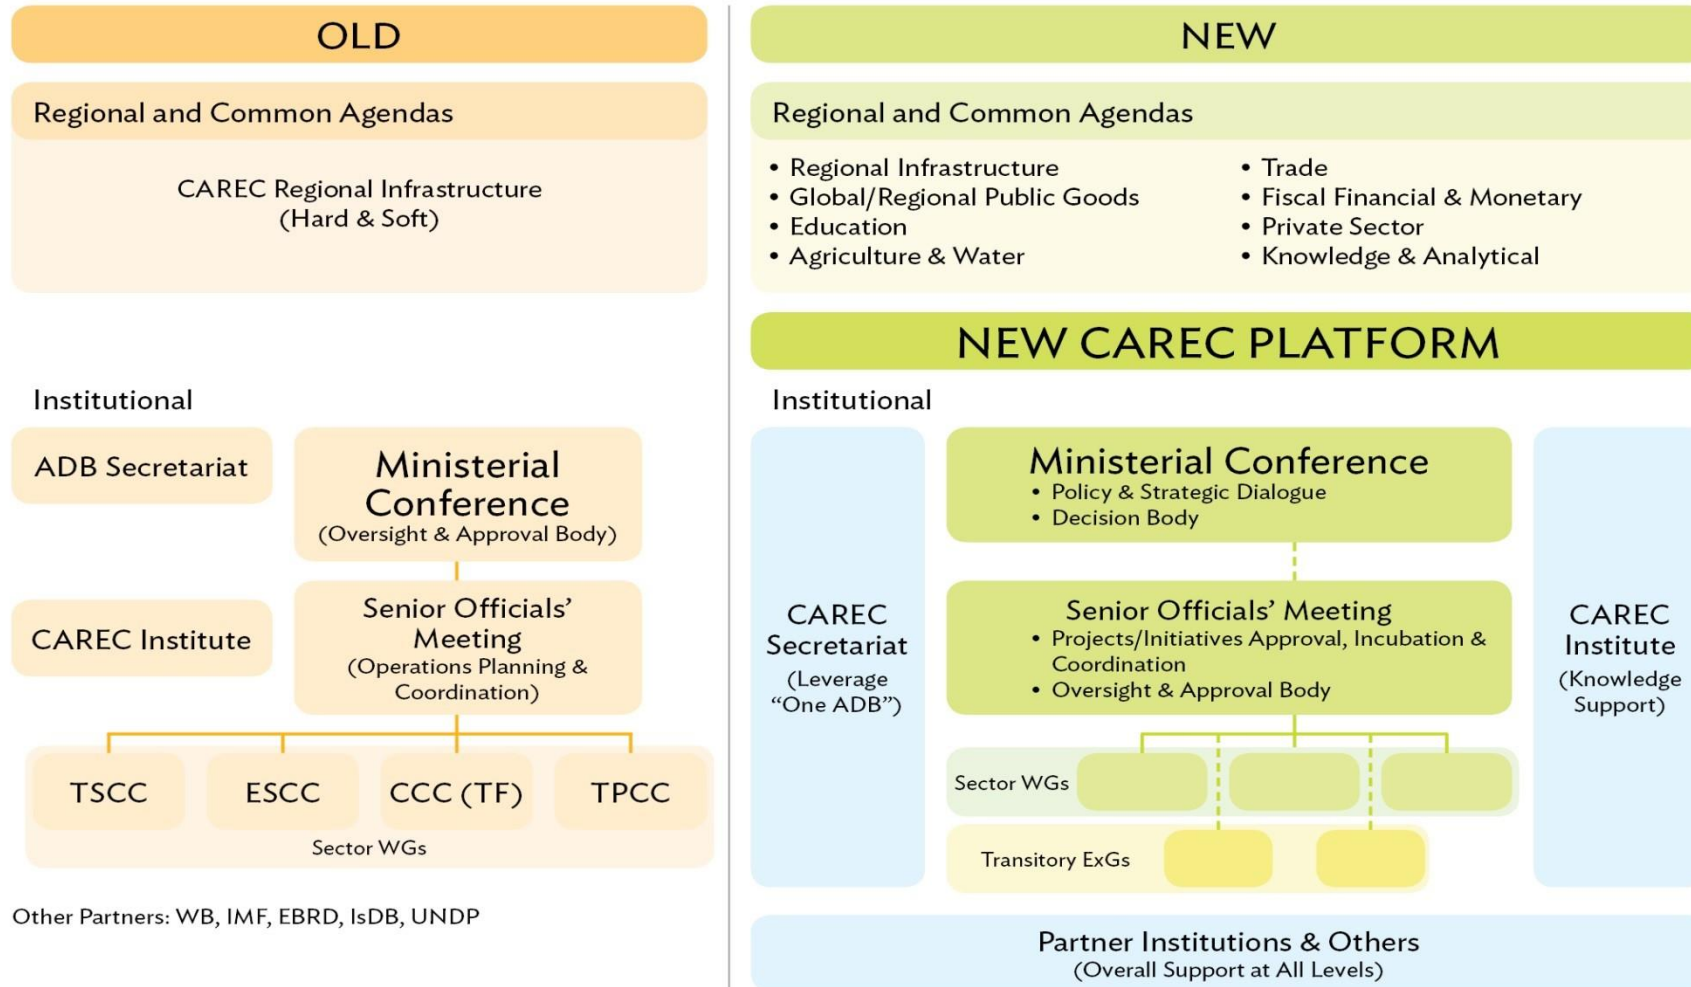 OLD
Regional and Common Agendas
CAREC Regional Infrastructure
(Hard & Soft)
Institutional
ADB Secretariat
Ministerial
Conference
(Oversight & Approval Body)
CAREC Institute
Senior Officials’
Meeting
(Operations Planning &
Coordination)
TSCC
ESCC
CCC (TF)
TPCC
Sector WGs
Other Partners: WB, IMF, EBRD, IsDB, UNDP
NEW
Regional and Common Agendas
• Regional Infrastructure
• Global/Regional Public Goods
• Education
• Agriculture & Water
• Trade
• Fiscal Financial & Monetary
• Private Sector
• Knowledge & Analytical
NEW CAREC PLATFORM
Institutional
CAREC
Secretariat
(Leverage
“One ADB”)
Ministerial Conference
• Policy & Strategic Dialogue
• Decision Body
Senior Officials’ Meeting
• Projects/Initiatives Approval, Incubation &
Coordination
• Oversight & Approval Body
Sector WGs
Transitory ExGs
CAREC
Institute
(Knowledge
Support)
Partner Institutions & Others
(Overall Support at All Levels)